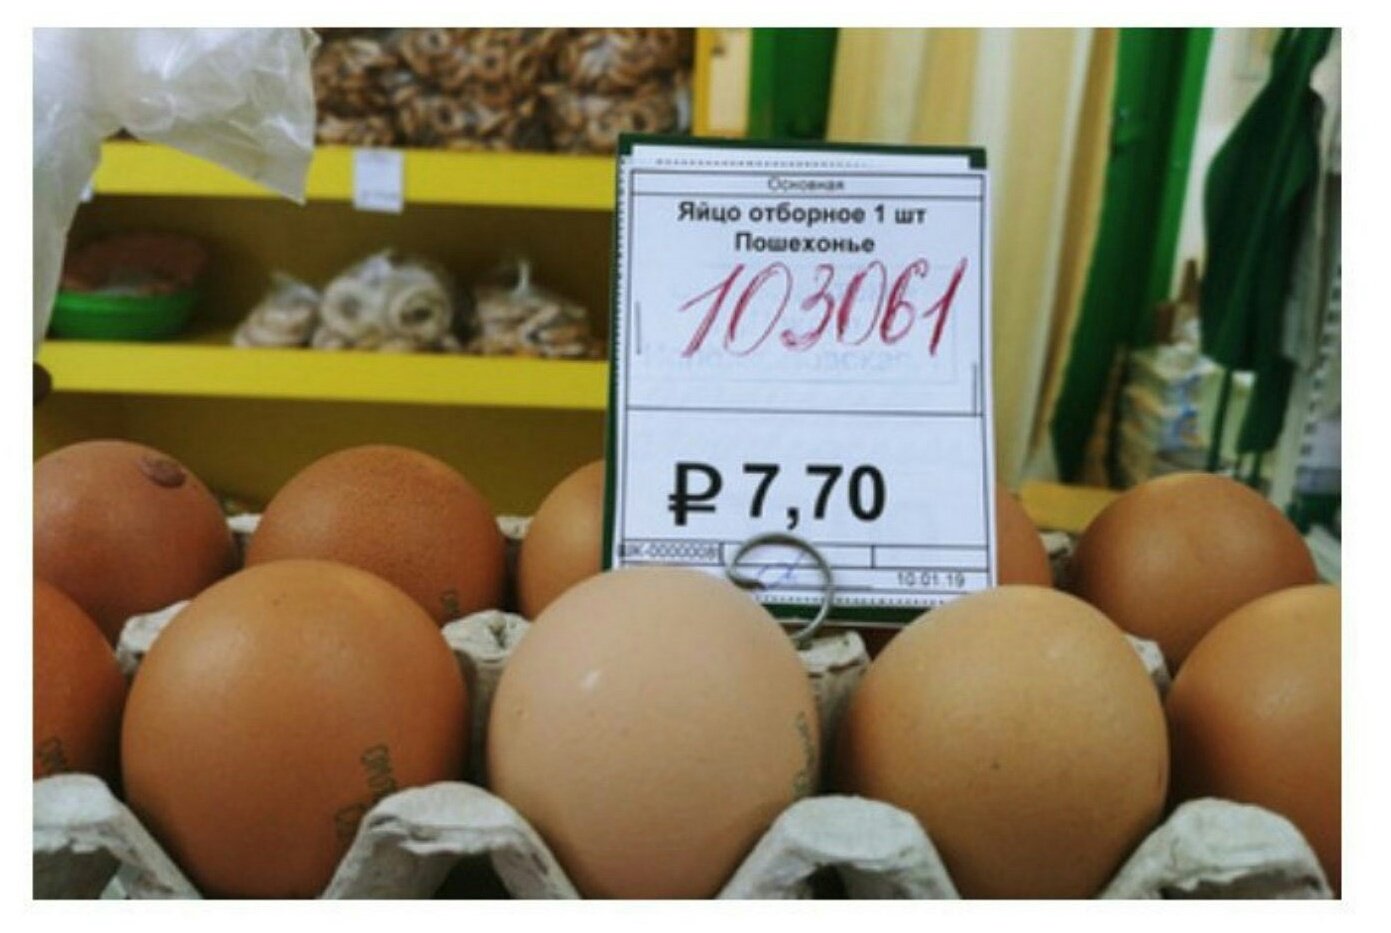 Основная
Яйцо отборное 1 шт
Пошехонье
103061
₽ 7,70
10.01.19